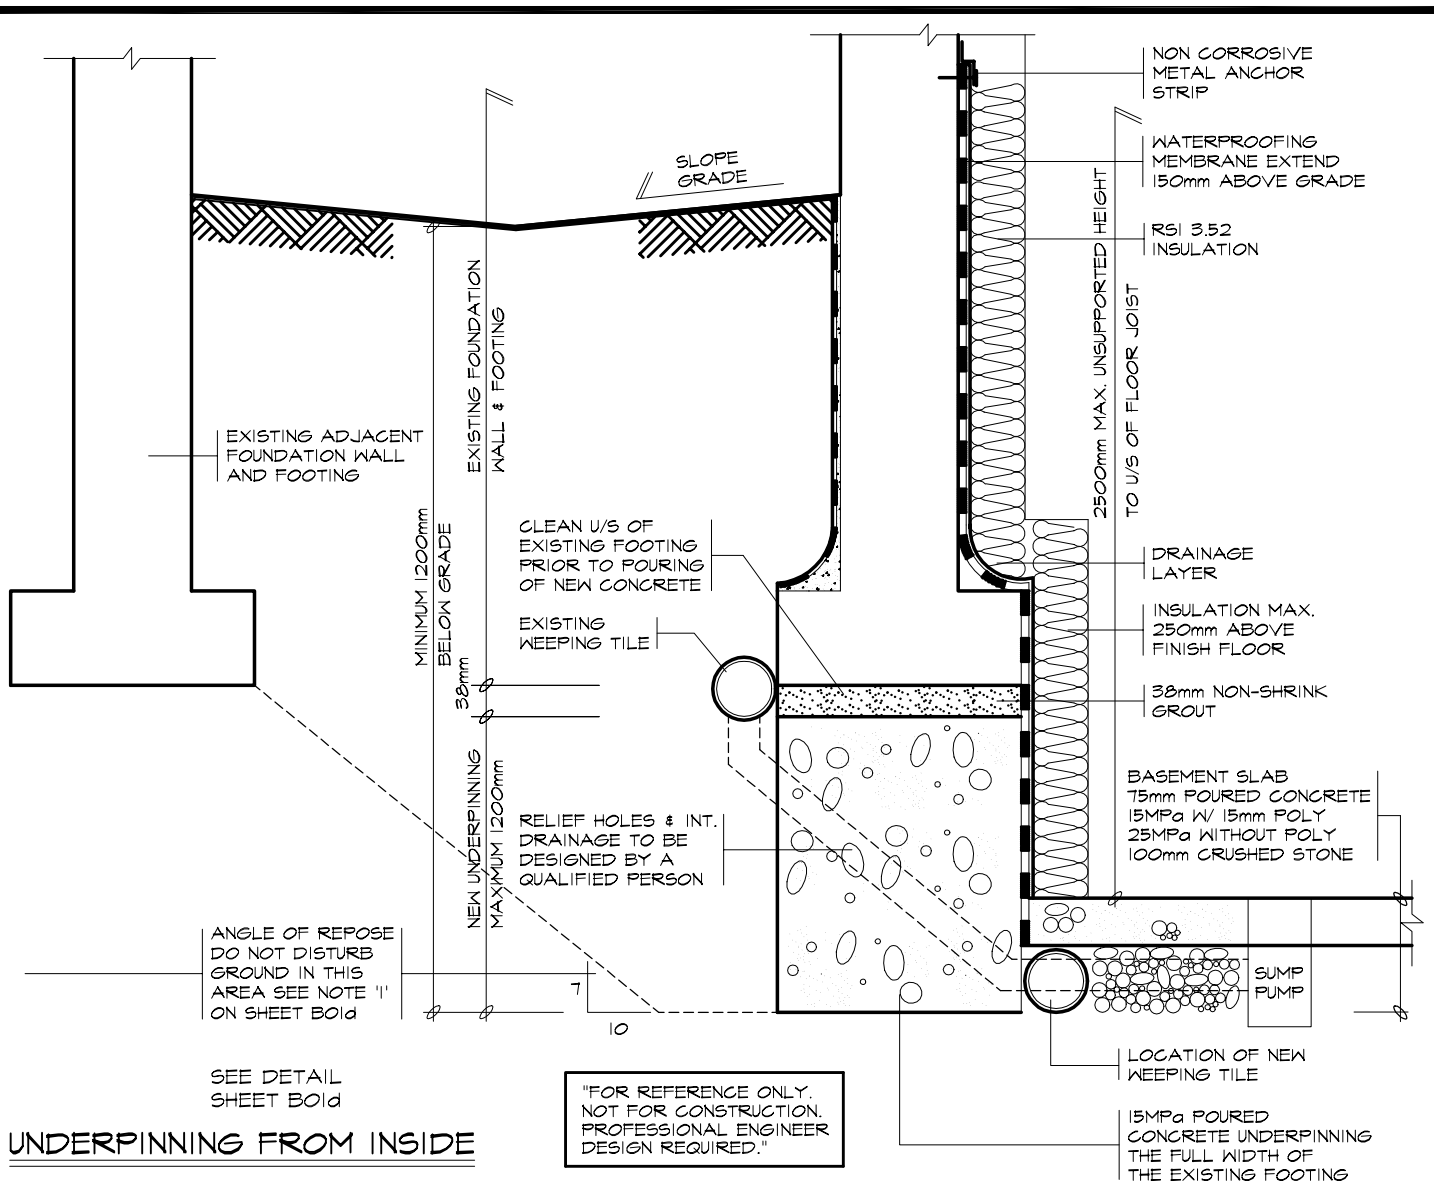 NON CORROSIVE
METAL ANCHOR
STRIP
SLOPE
GRADE
WATERPROOFING
MEMBRANE EXTEND
150mm ABOVE GRADE
RSI 3.52
INSULATION
2500mm MAX. UNSUPPORTED HEIGHT
TO U/S OF FLOOR JOIST
EXISTING FOUNDATION
WALL & FOOTING
EXISTING ADJACENT
FOUNDATION WALL
AND FOOTING
MINIMUM 1200mm
BELOW GRADE
CLEAN U/S OF
EXISTING FOOTING
PRIOR TO POURING
OF NEW CONCRETE
EXISTING
WEEPING TILE
DRAINAGE
LAYER
INSULATION MAX.
250mm ABOVE
FINISH FLOOR
38mm
38mm NON-SHRINK
GROUT
NEW UNDERPINNING
MAXIMUM 1200mm
RELIEF HOLES & INT.
DRAINAGE TO BE
DESIGNED BY A
QUALIFIED PERSON
BASEMENT SLAB
75mm POURED CONCRETE
15MPa W/ 15mm POLY
25MPa WITHOUT POLY
100mm CRUSHED STONE
ANGLE OF REPOSE
DO NOT DISTURB
GROUND IN THIS
AREA SEE NOTE '1'
ON SHEET B01d
7
10
SUMP
PUMP
LOCATION OF NEW
WEEPING TILE
15MPa POURED
CONCRETE UNDERPINNING
THE FULL WIDTH OF
THE EXISTING FOOTING
SEE DETAIL
SHEET B01d
UNDERPINNING FROM INSIDE
"FOR REFERENCE ONLY.
NOT FOR CONSTRUCTION.
PROFESSIONAL ENGINEER
DESIGN REQUIRED."